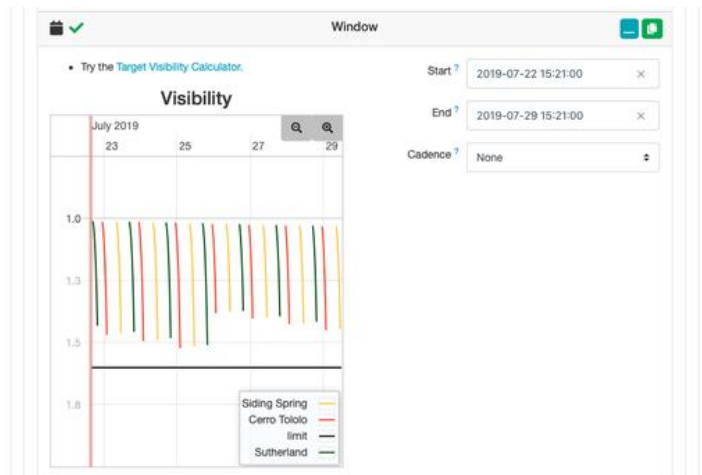 Window
Try the Target Visibility Calculator.
Visibility
July 2019
23 25 27 29
1.0
1.3
1.5
1.8
Siding Spring
Cerro Tololo
limit
Sutherland
Start ? 2019-07-22 15:21:00 ×
End ? 2019-07-29 15:21:00 ×
Cadence ? None